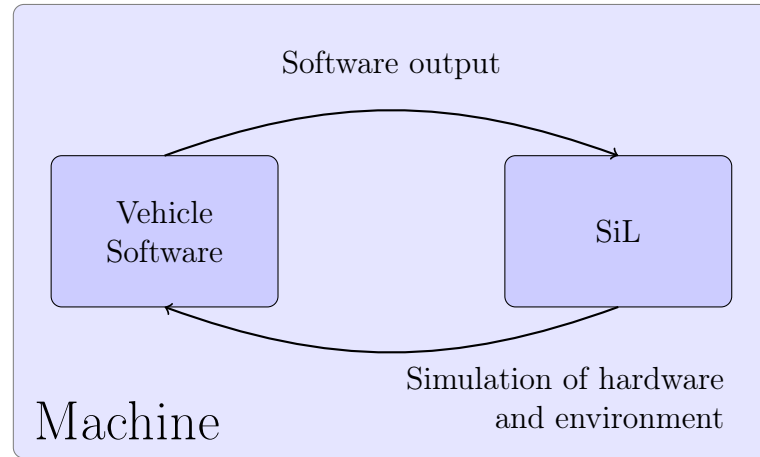 Software output
Vehicle
Software
SiL
Simulation of hardware
and environment
Machine